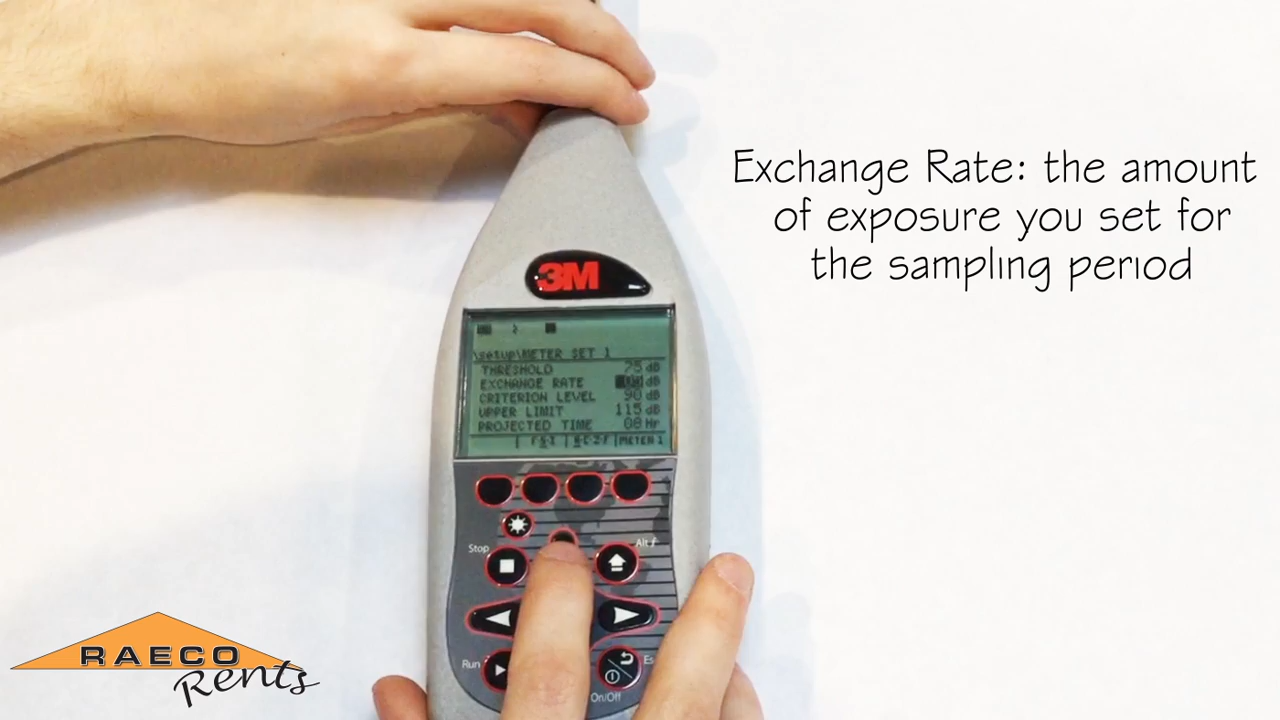 Exchange Rate: the amount
of exposure you set for
the sampling period
3M
\setup\METER SET 1
THRESHOLD 75 dB
EXCHANGE RATE 05 dB
CRITERION LEVEL 90 dB
UPPER LIMIT 115 dB
PROJECTED TIME 08 Hr
METER 1
Stop
Alt f
Run
Es
On/Off
RAECO
Rents